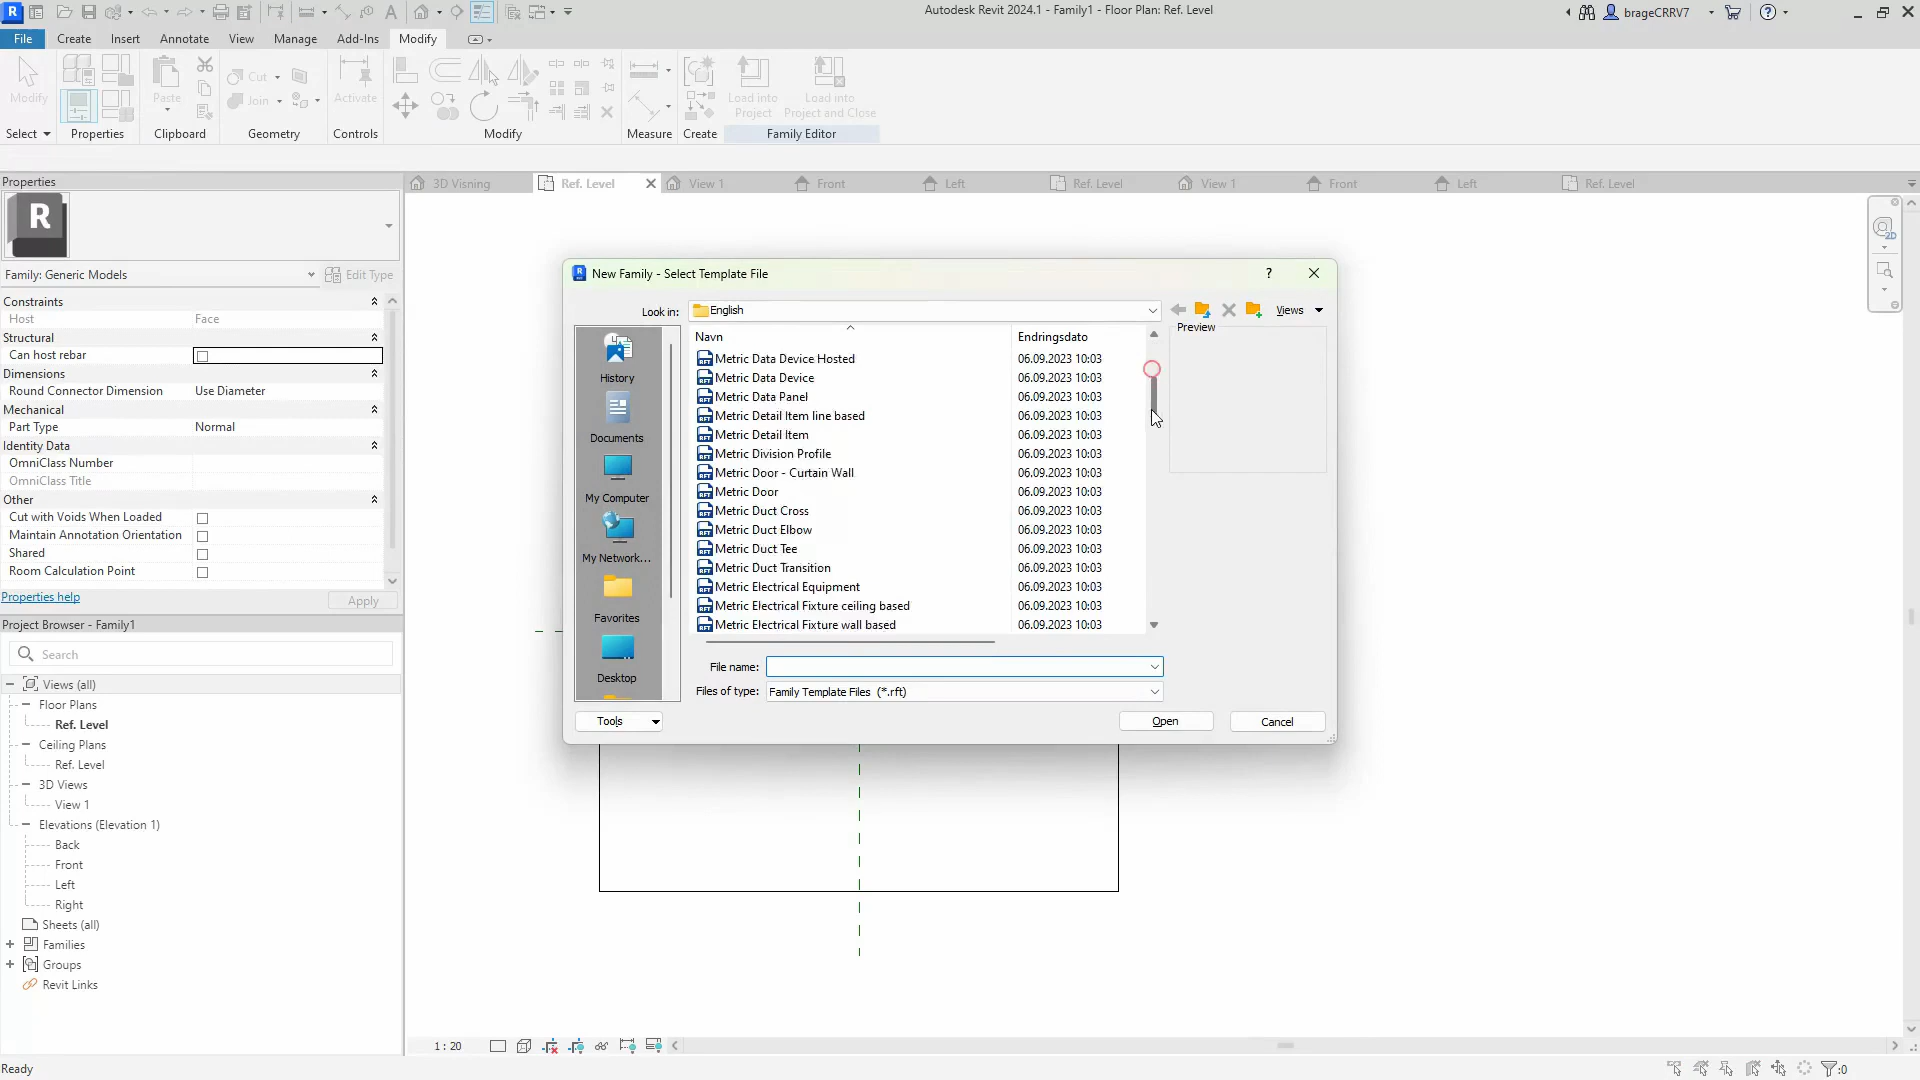 Autodesk Revit 2024.1 - Family1 - Floor Plan: Ref. Level
brageCRRV7
File
Create
Insert
Annotate
View
Manage
Add-Ins
Modify
Modify
Paste
Cut
Join
Activate
Load into
Project
Load into
Project and Close
Select
Properties
Clipboard
Geometry
Controls
Modify
Measure
Create
Family Editor
Properties
3D Visning
Ref. Level
View 1
Front
Left
Ref. Level
View 1
Front
Left
Ref. Level
R
Family: Generic Models
Edit Type
Constraints
Host Face
Structural
Can host rebar
Dimensions
Round Connector Dimension Use Diameter
Mechanical
Part Type Normal
Identity Data
OmniClass Number
OmniClass Title
Other
Cut with Voids When Loaded
Maintain Annotation Orientation
Shared
Room Calculation Point
Properties help
Apply
Project Browser - Family1
Search
Views (all)
Floor Plans
Ref. Level
Ceiling Plans
Ref. Level
3D Views
View 1
Elevations (Elevation 1)
Back
Front
Left
Right
Sheets (all)
Families
Groups
Revit Links
New Family - Select Template File
Look in: English
Views
Preview
History
Documents
My Computer
My Network...
Favorites
Desktop
Navn Endringsdato
Metric Data Device Hosted 06.09.2023 10:03
Metric Data Device 06.09.2023 10:03
Metric Data Panel 06.09.2023 10:03
Metric Detail Item line based 06.09.2023 10:03
Metric Detail Item 06.09.2023 10:03
Metric Division Profile 06.09.2023 10:03
Metric Door - Curtain Wall 06.09.2023 10:03
Metric Door 06.09.2023 10:03
Metric Duct Cross 06.09.2023 10:03
Metric Duct Elbow 06.09.2023 10:03
Metric Duct Tee 06.09.2023 10:03
Metric Duct Transition 06.09.2023 10:03
Metric Electrical Equipment 06.09.2023 10:03
Metric Electrical Fixture ceiling based 06.09.2023 10:03
Metric Electrical Fixture wall based 06.09.2023 10:03
File name:
Files of type: Family Template Files (*.rft)
Tools
Open
Cancel
1 : 20
Ready
:0